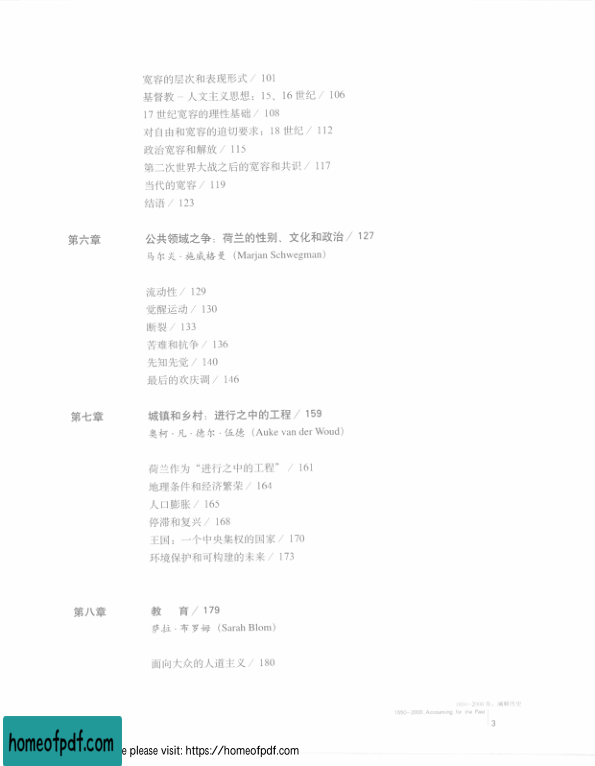 宽容的层次和表现形式 / 101
基督教－人文主义思想：15、16 世纪 / 106
17 世纪宽容的理性基础 / 108
对自由和宽容的迫切要求：18 世纪 / 112
政治宽容和解放 / 115
第二次世界大战之后的宽容和共识 / 117
当代的宽容 / 119
结语 / 123
第六章 公共领域之争：荷兰的性别、文化和政治 / 127
马尔炎·施威格曼（Marjan Schwegman）
流动性 / 129
觉醒运动 / 130
断裂 / 133
苦难和抗争 / 136
先知先觉 / 140
最后的欢庆调 / 146
第七章 城镇和乡村：进行之中的工程 / 159
奥柯·凡·德尔·伍德（Auke van der Woud）
荷兰作为“进行之中的工程” / 161
地理条件和经济繁荣 / 164
人口膨胀 / 165
停滞和复兴 / 168
王国：一个中央集权的国家 / 170
环境保护和可构建的未来 / 173
第八章 教 育 / 179
萨拉·布罗姆（Sarah Blom）
面向大众的人道主义 / 180
1650-2000 Accounting for the Past
3
homeofpdf.com
e please visit: https://homeofpdf.com